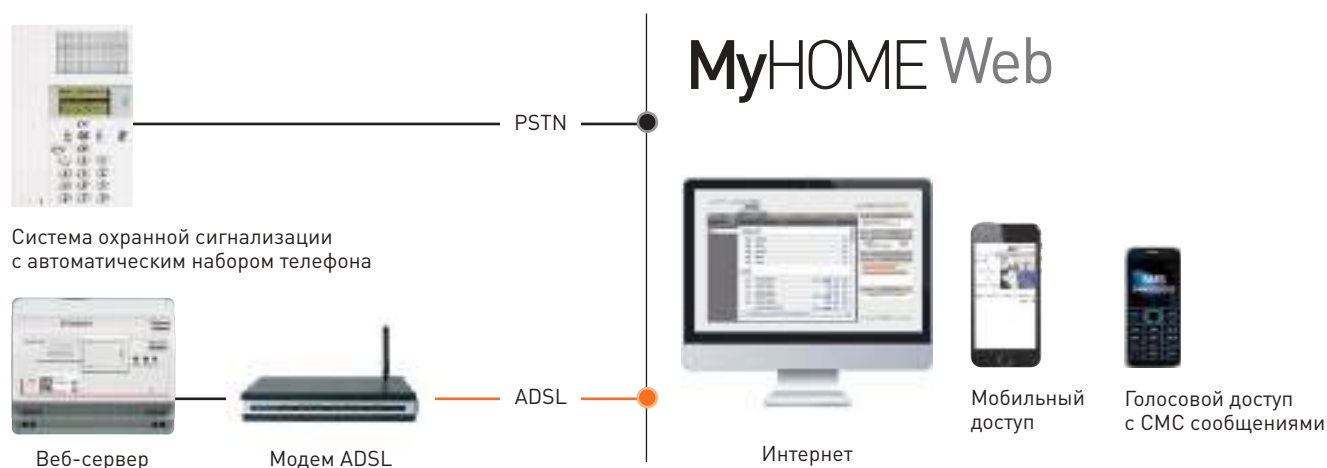 MyHOME Web
PSTN
Система охранной сигнализации
с автоматическим набором телефона
ADSL
Веб-сервер
Модем ADSL
Интернет
Мобильный
доступ
Голосовой доступ
с СМС сообщениями